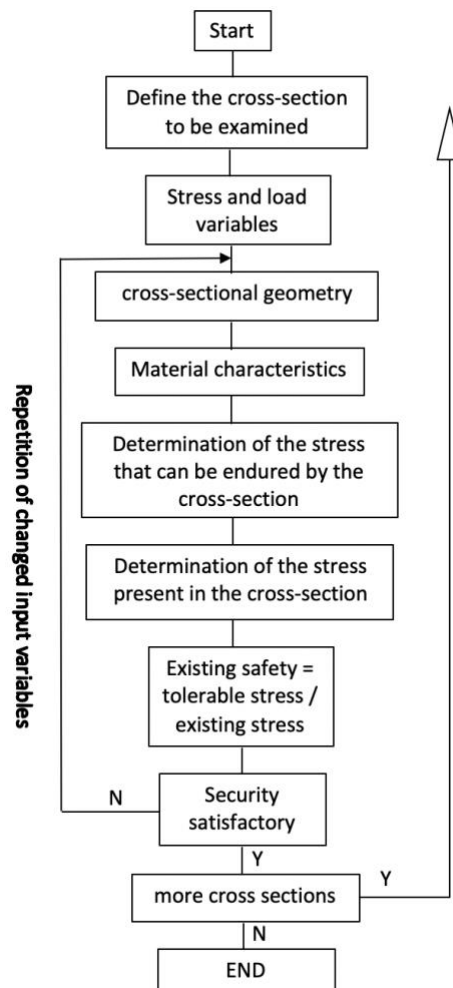 Start
Define the cross-section
to be examined
Stress and load
variables
cross-sectional geometry
Material characteristics
Determination of the stress
that can be endured by the
cross-section
Determination of the stress
present in the cross-section
Repetition of changed input variables
Existing safety =
tolerable stress /
existing stress
N
Security
satisfactory
Y
more cross sections
Y
N
END